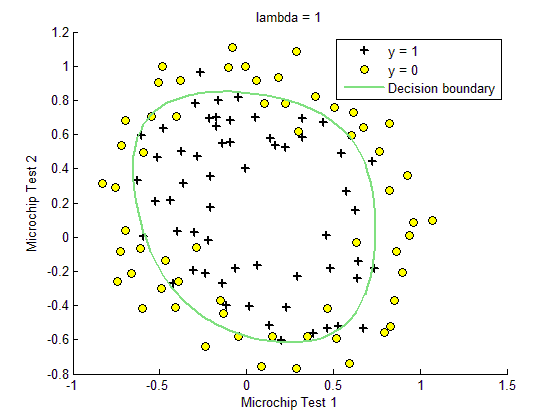 lambda = 1
y = 1
y = 0
Decision boundary
Microchip Test 2
1.2
1
0.8
0.6
0.4
0.2
0
-0.2
-0.4
-0.6
-0.8
-1
-0.5
0
0.5
1
1.5
Microchip Test 1